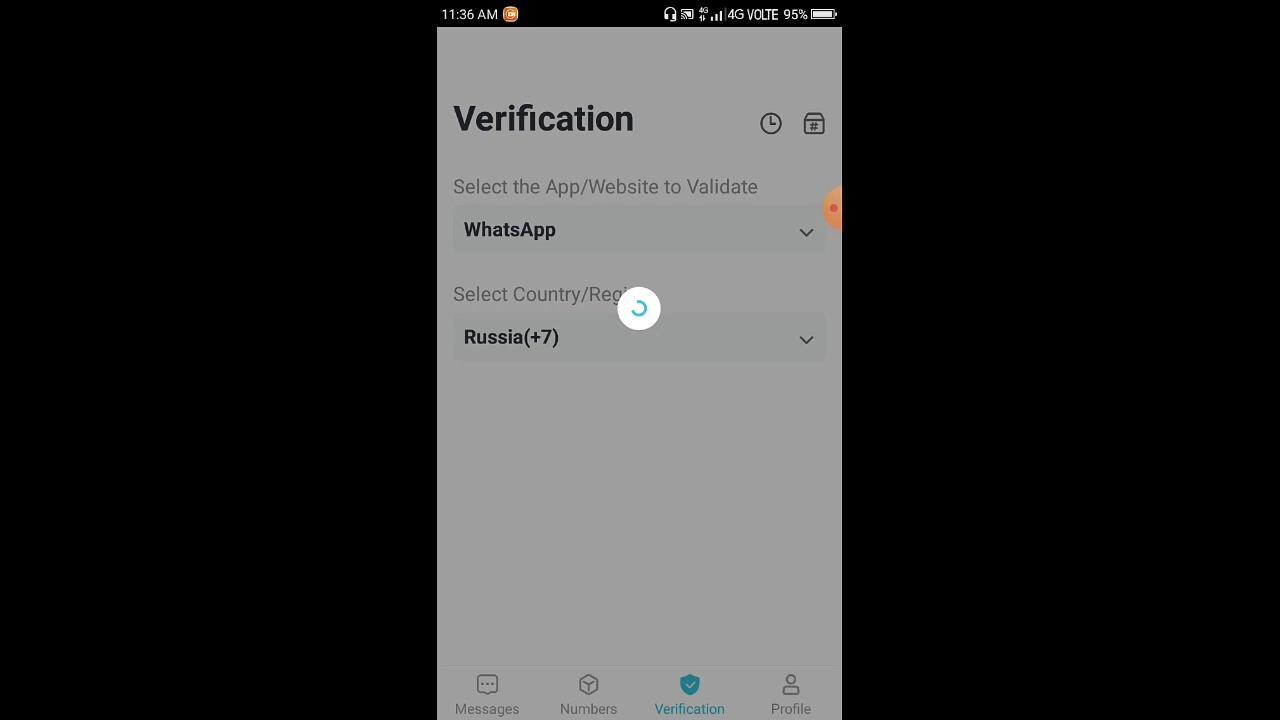 11:36 AM 4G 4G VOLTE 95%
Verification
Select the App/Website to Validate
WhatsApp
Select Country/Regi
Russia(+7)
Messages Numbers Verification Profile